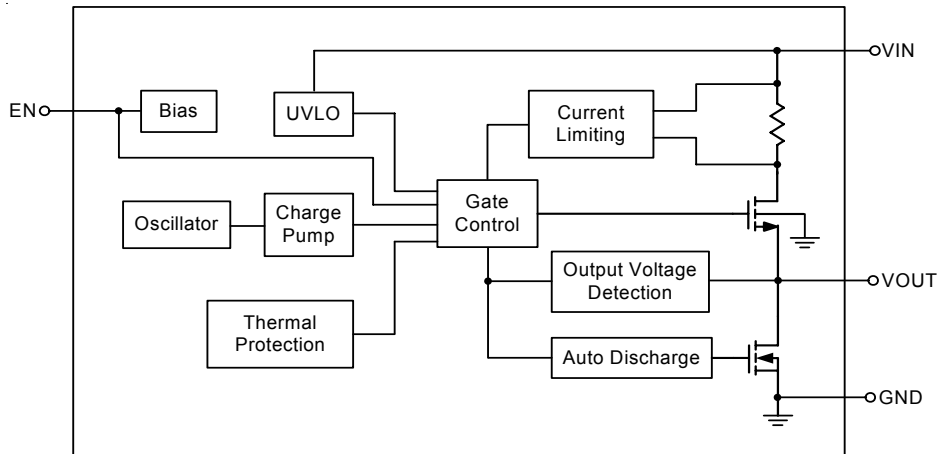 VIN
EN
Bias
UVLO
Current
Limiting
Oscillator
Charge
Pump
Gate
Control
Output Voltage
Detection
VOUT
Thermal
Protection
Auto Discharge
GND